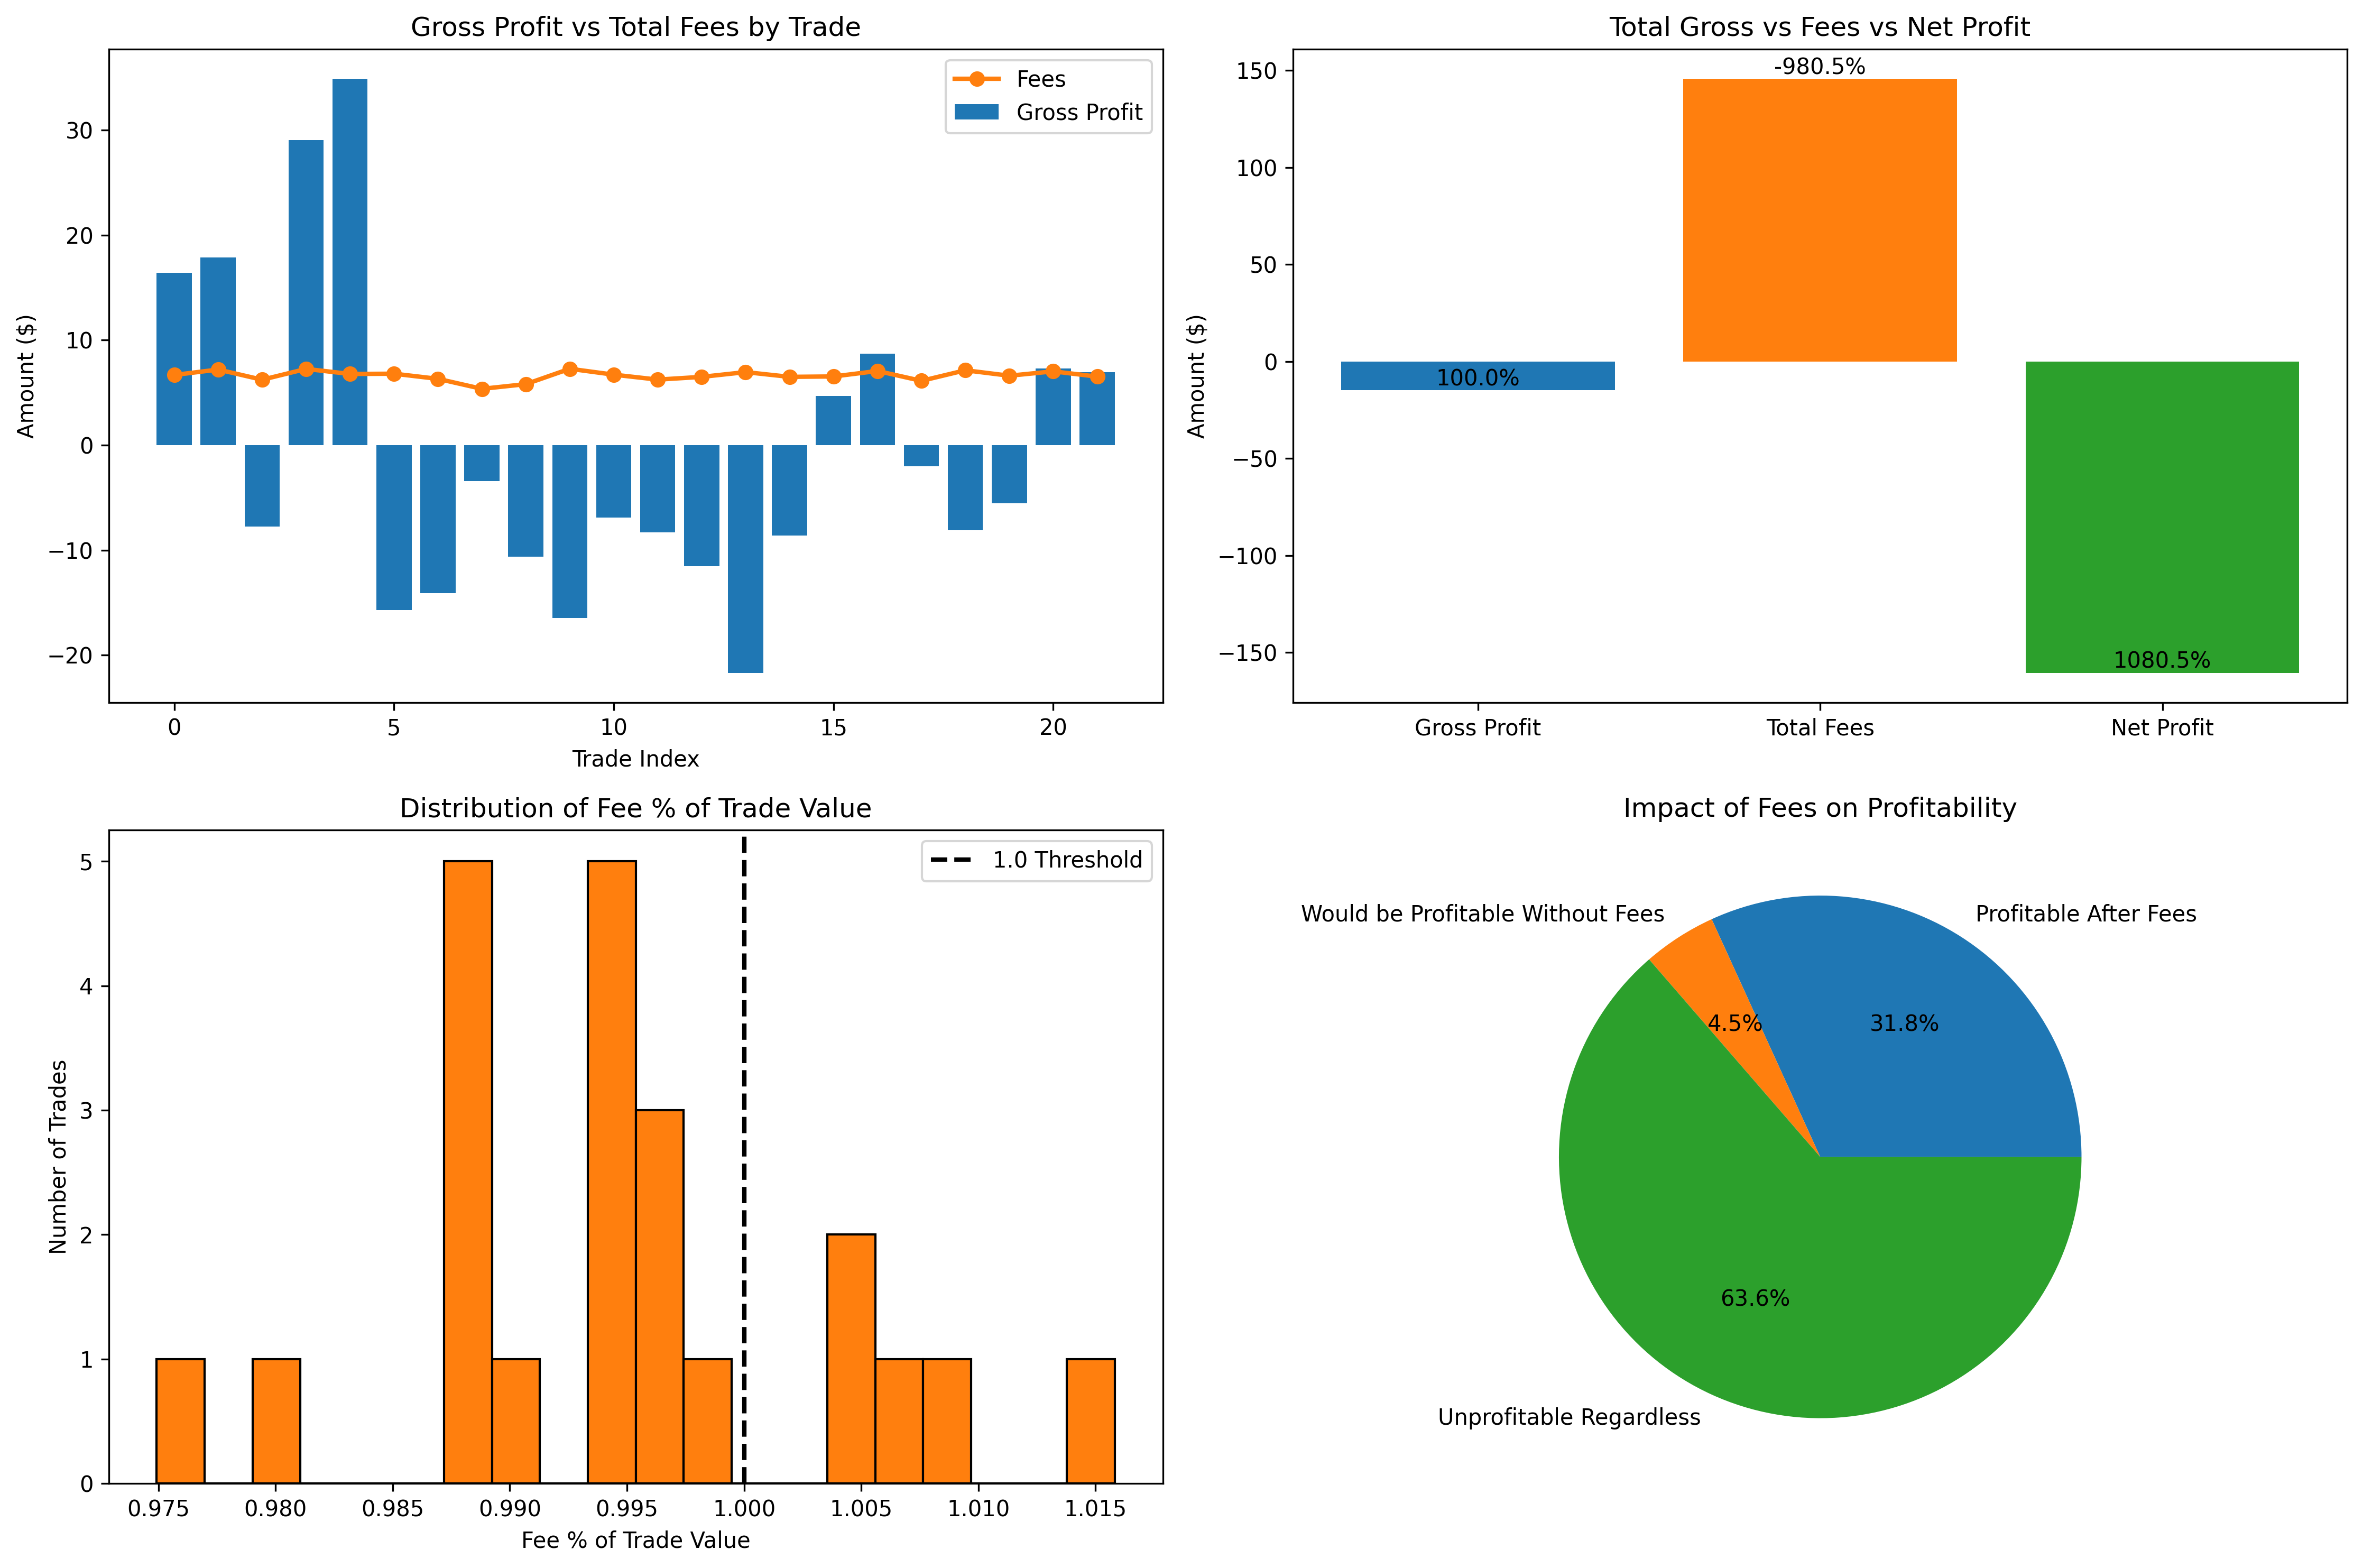 Gross Profit vs Total Fees by Trade
Fees
Gross Profit
30
20
10
0
−10
−20
Amount ($)
0 5 10 15 20
Trade Index
Total Gross vs Fees vs Net Profit
150
100
50
0
−50
−100
−150
Amount ($)
-980.5%
100.0%
1080.5%
Gross Profit Total Fees Net Profit
Distribution of Fee % of Trade Value
1.0 Threshold
5
4
3
2
1
0
Number of Trades
0.975 0.980 0.985 0.990 0.995 1.000 1.005 1.010 1.015
Fee % of Trade Value
Impact of Fees on Profitability
Would be Profitable Without Fees
Profitable After Fees
4.5%
31.8%
63.6%
Unprofitable Regardless